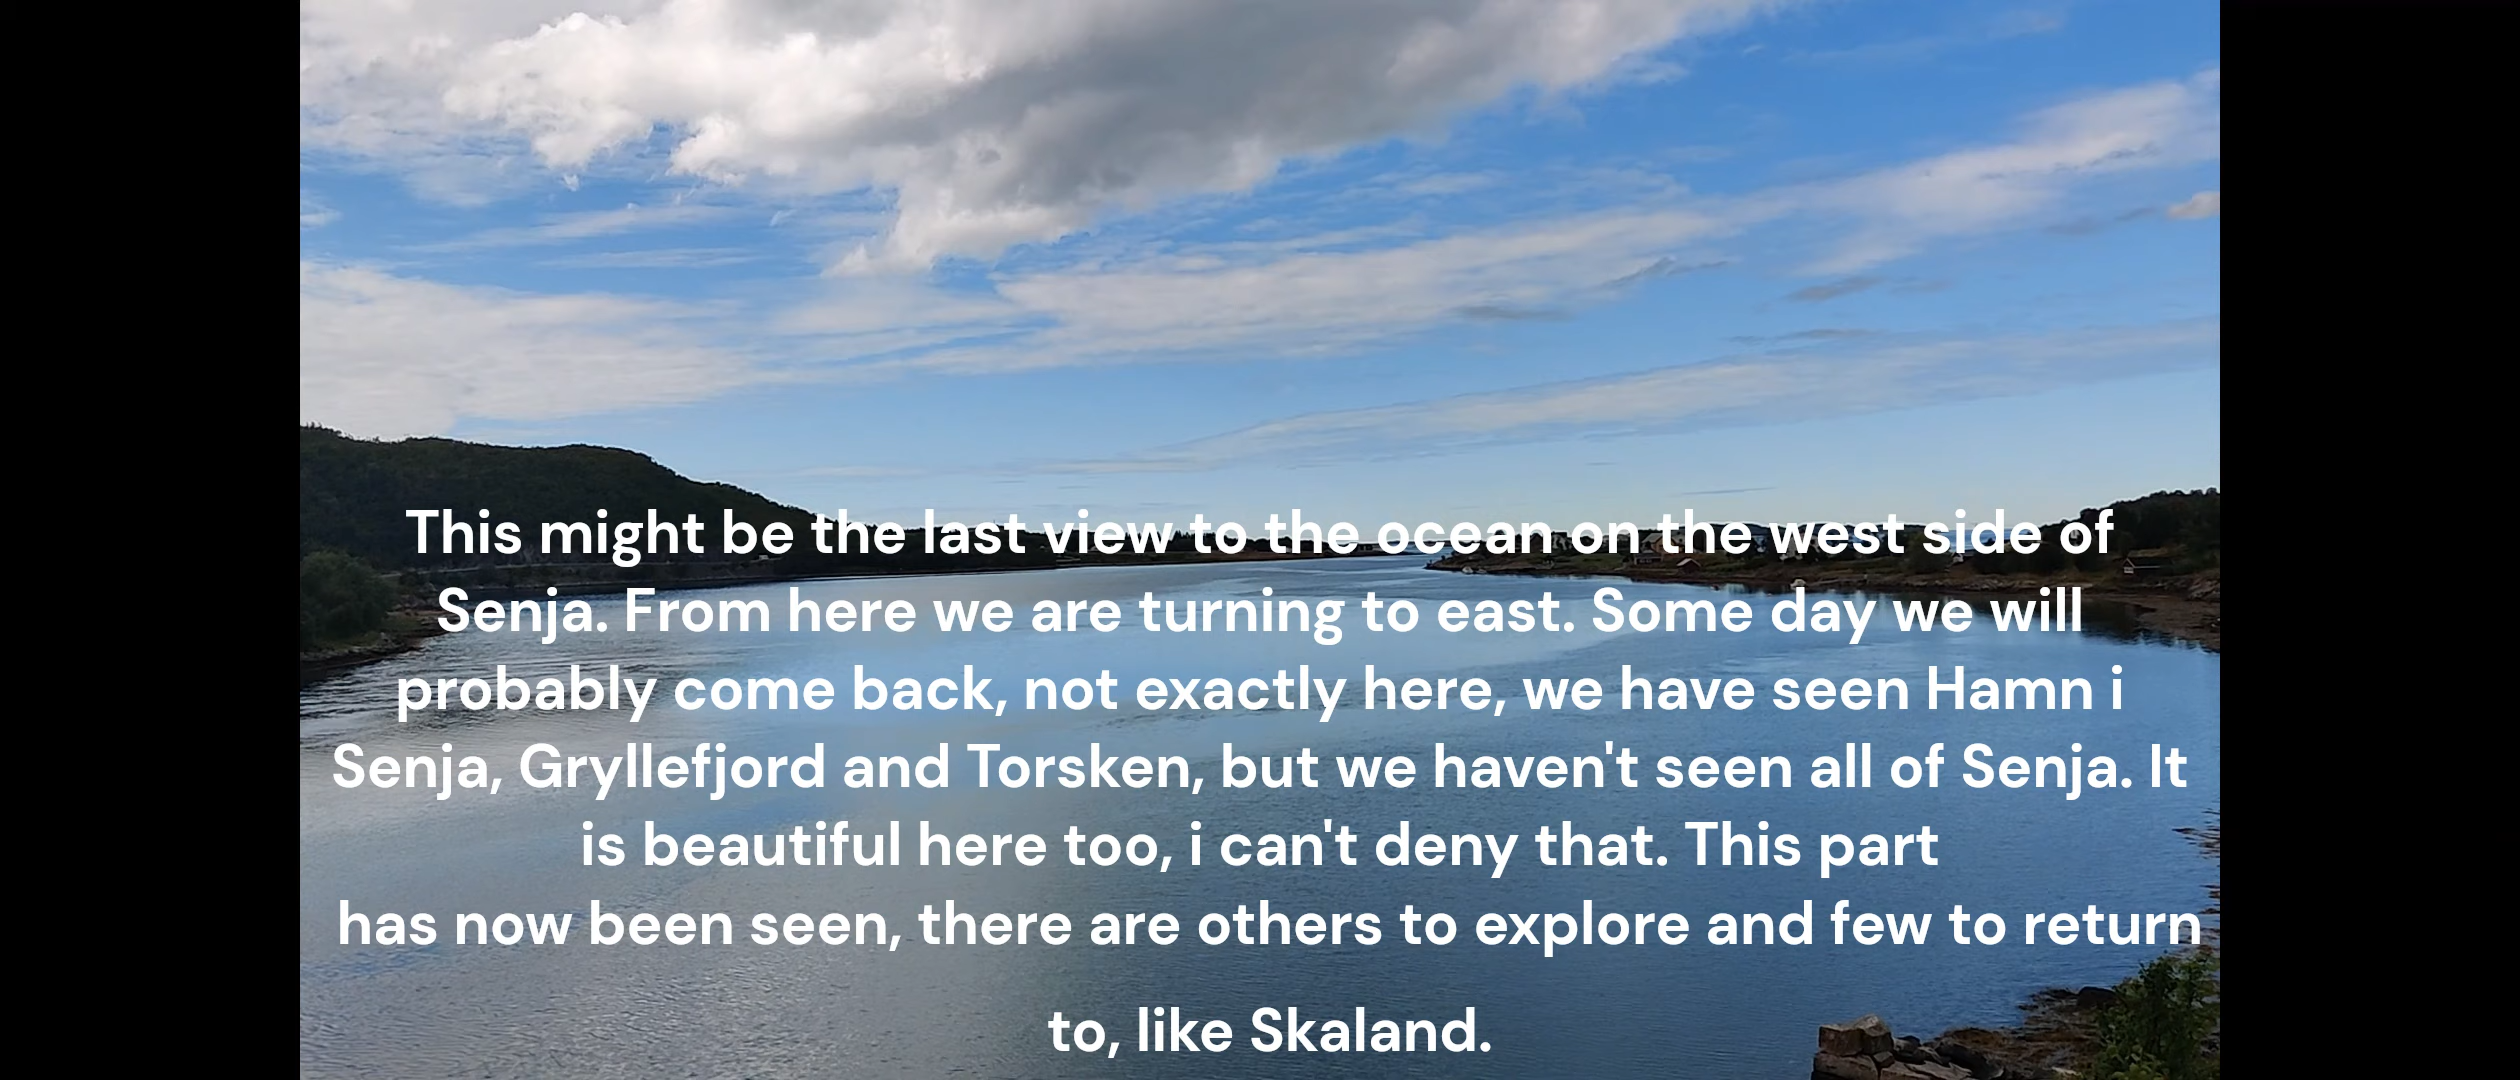 This might be the last view to the ocean on the west side of
Senja. From here we are turning to east. Some day we will
probably come back, not exactly here, we have seen Hamn i
Senja, Gryllefjord and Torsken, but we haven't seen all of Senja. It
is beautiful here too, i can't deny that. This part
has now been seen, there are others to explore and few to return
to, like Skaland.